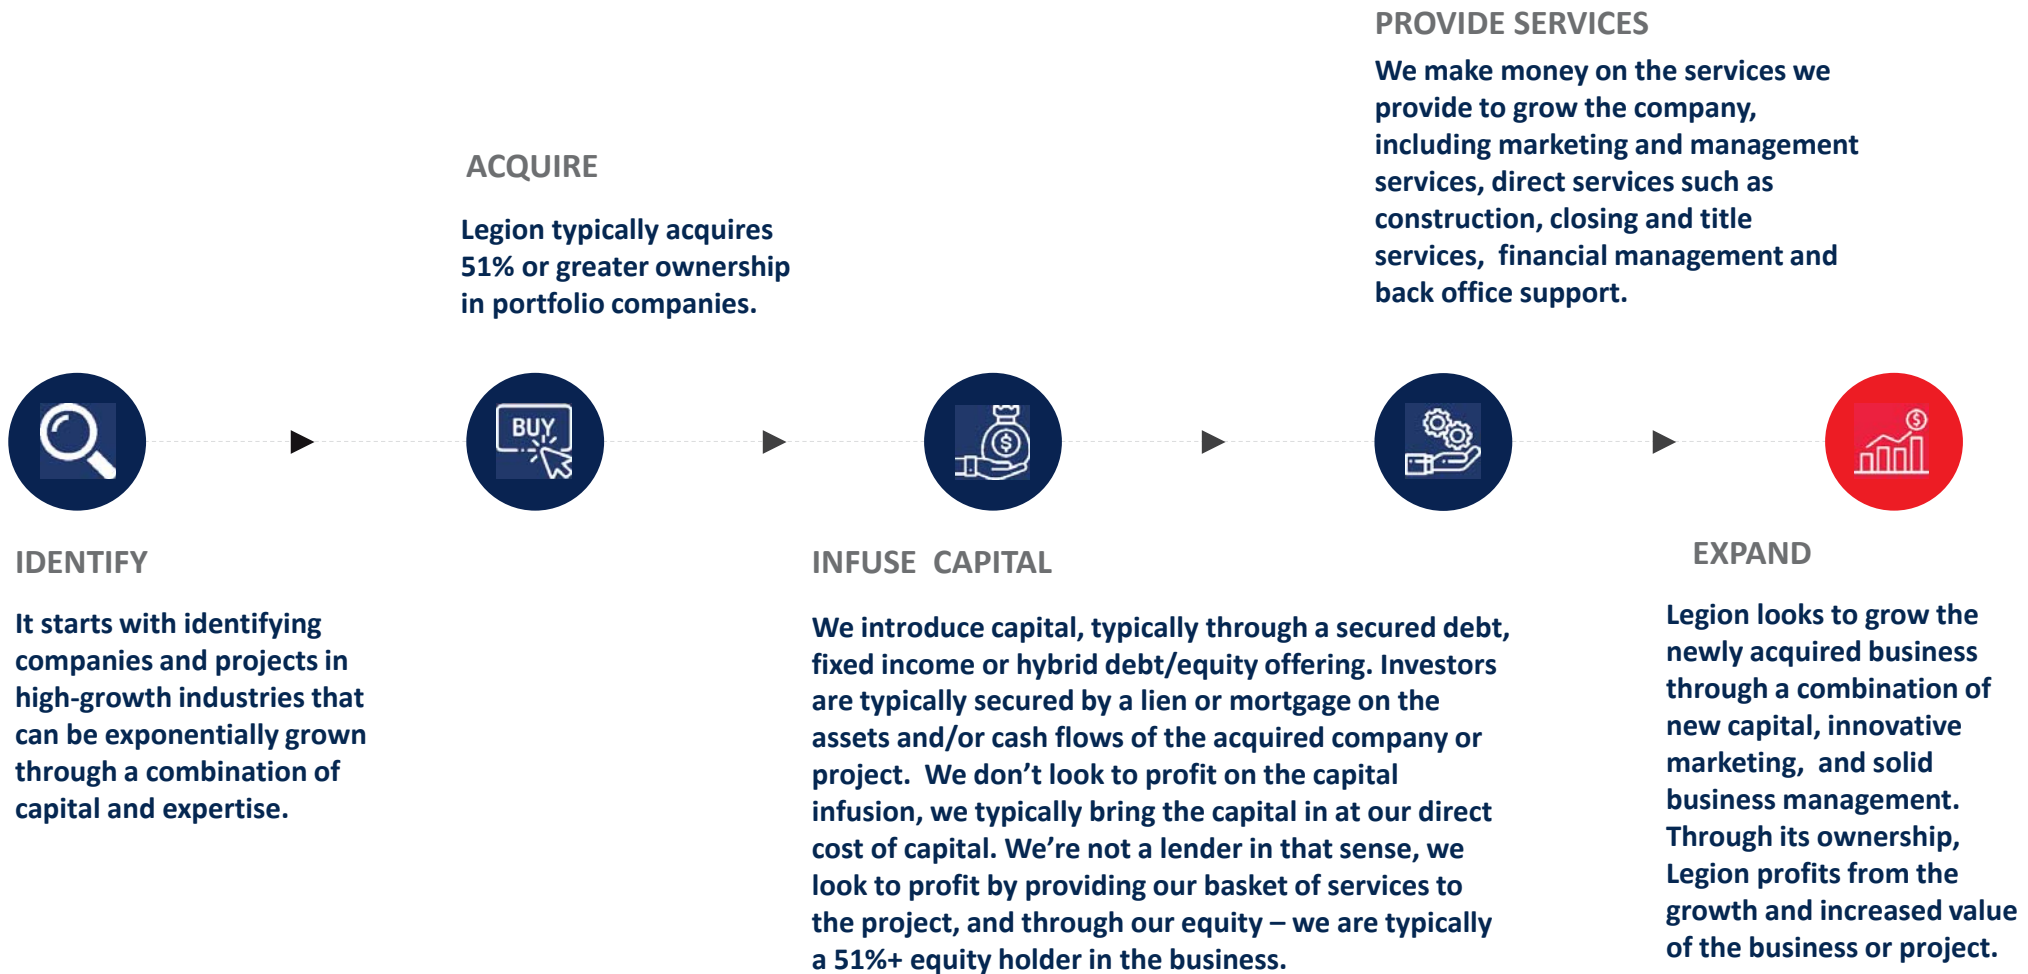 IDENTIFY
It starts with identifying
companies and projects in
high-growth industries that
can be exponentially grown
through a combination of
capital and expertise.
ACQUIRE
Legion typically acquires
51% or greater ownership
in portfolio companies.
BUY
INFUSE  CAPITAL
We introduce capital, typically through a secured debt,
fixed income or hybrid debt/equity offering. Investors
are typically secured by a lien or mortgage on the
assets and/or cash flows of the acquired company or
project.  We don’t look to profit on the capital
infusion, we typically bring the capital in at our direct
cost of capital. We’re not a lender in that sense, we
look to profit by providing our basket of services to
the project, and through our equity – we are typically
a 51%+ equity holder in the business.
$
PROVIDE SERVICES
We make money on the services we
provide to grow the company,
including marketing and management
services, direct services such as
construction, closing and title
services,  financial management and
back office support.
$
EXPAND
Legion looks to grow the
newly acquired business
through a combination of
new capital, innovative
marketing,  and solid
business management.
Through its ownership,
Legion profits from the
growth and increased value
of the business or project.